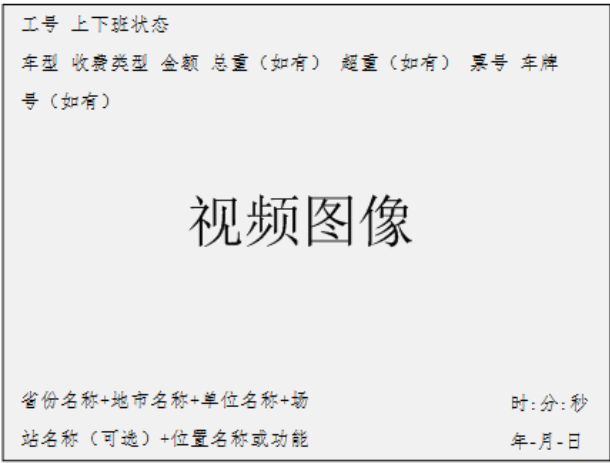 工号 上下班状态
车型 收费类型 金额 总重（如有） 超重（如有） 票号 车牌
号（如有）
视频图像
省份名称+地市名称+单位名称+场
站名称（可选）+位置名称或功能
时:分:秒
年-月-日